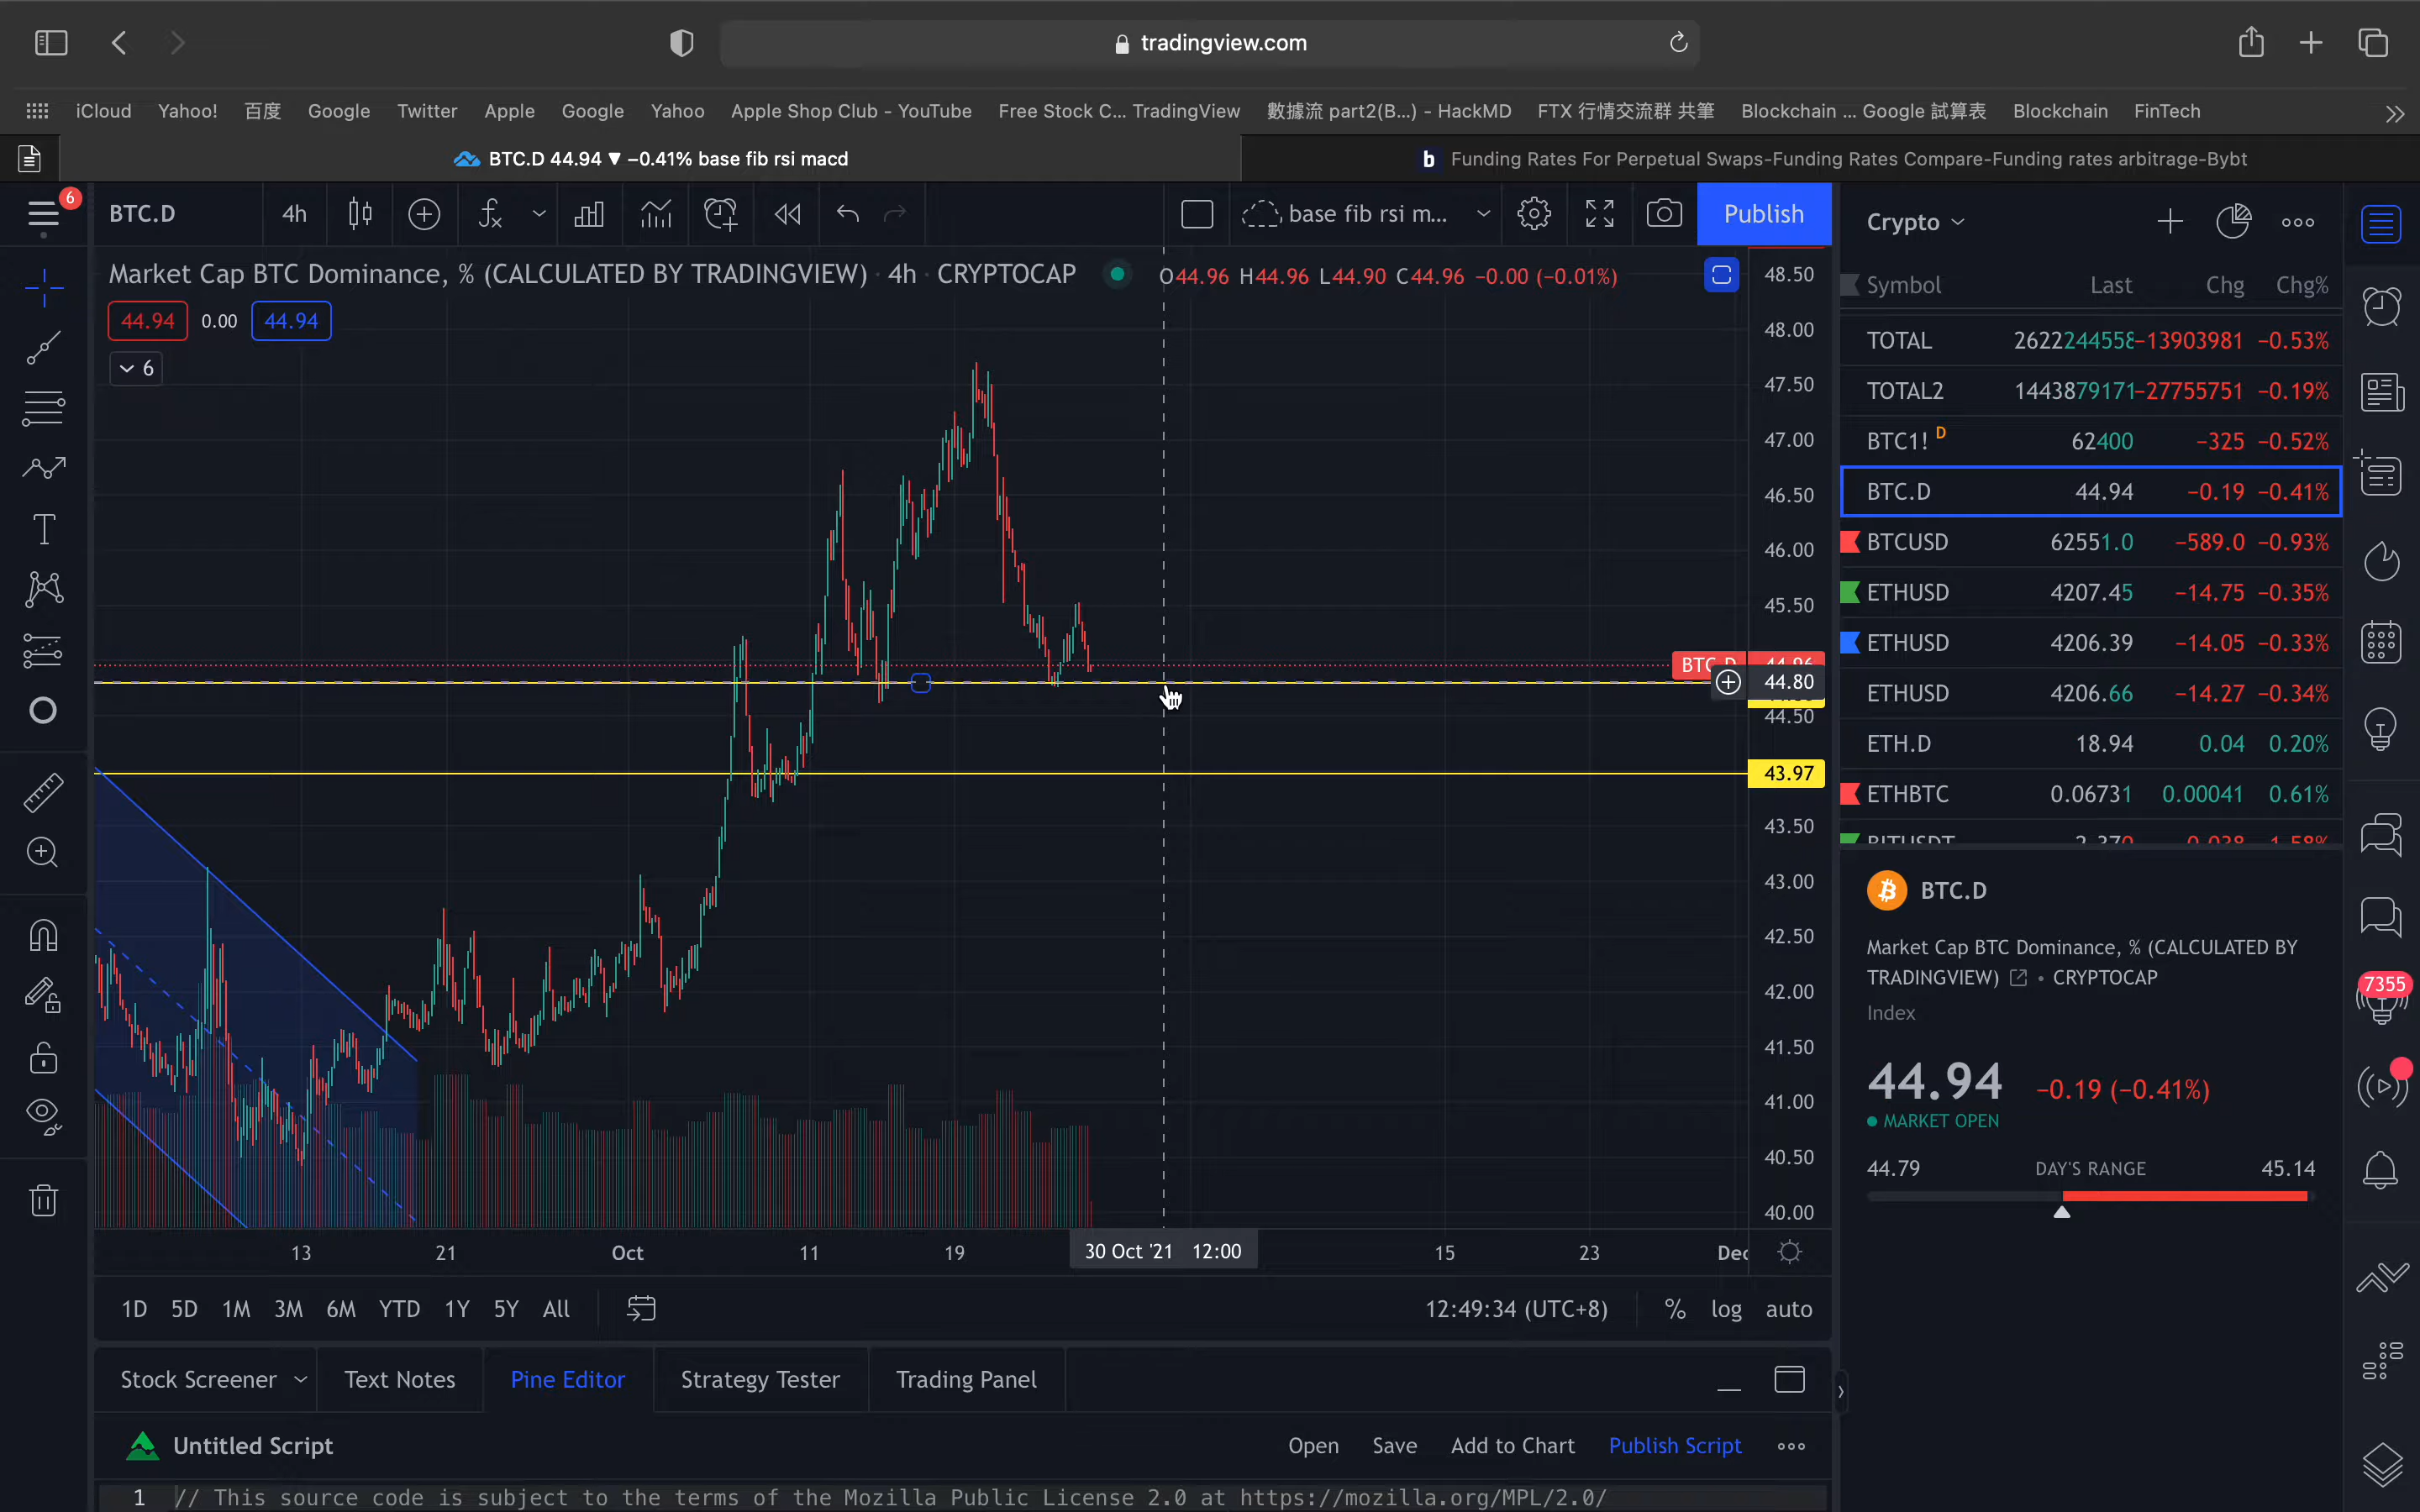 tradingview.com
iCloud Yahoo! 百度 Google Twitter Apple Google Yahoo Apple Shop Club - YouTube Free Stock C... TradingView 數據流 part2(B...) - HackMD FTX 行情交流群 共筆 Blockchain ... Google 試算表 Blockchain FinTech
BTC.D 44.94 ▼ −0.41% base fib rsi macd
b Funding Rates For Perpetual Swaps-Funding Rates Compare-Funding rates arbitrage-Bybt
6
BTC.D 4h base fib rsi m... Publish
Market Cap BTC Dominance, % (CALCULATED BY TRADINGVIEW) · 4h · CRYPTOCAP O44.96 H44.96 L44.90 C44.96 −0.00 (−0.01%)
44.94 0.00 44.94
6
48.50
48.00
47.50
47.00
46.50
46.00
45.50
44.80
44.50
43.97
43.50
43.00
42.50
42.00
41.50
41.00
40.50
40.00
13 21 Oct 11 19 30 Oct '21 12:00 15 23 Dec
1D 5D 1M 3M 6M YTD 1Y 5Y All 12:49:34 (UTC+8) % log auto
Stock Screener Text Notes Pine Editor Strategy Tester Trading Panel
Untitled Script Open Save Add to Chart Publish Script
1 // This source code is subject to the terms of the Mozilla Public License 2.0 at https://mozilla.org/MPL/2.0/
Crypto
Symbol Last Chg Chg%
TOTAL 2622244558 −13903981 −0.53%
TOTAL2 1443879171 −27755751 −0.19%
BTC1! D 62400 −325 −0.52%
BTC.D 44.94 −0.19 −0.41%
BTCUSD 62551.0 −589.0 −0.93%
ETHUSD 4207.45 −14.75 −0.35%
ETHUSD 4206.39 −14.05 −0.33%
ETHUSD 4206.66 −14.27 −0.34%
ETH.D 18.94 0.04 0.20%
ETHBTC 0.06731 0.00041 0.61%
BTC.D
Market Cap BTC Dominance, % (CALCULATED BY
TRADINGVIEW) • CRYPTOCAP
Index
44.94 −0.19 (−0.41%)
MARKET OPEN
44.79 DAY'S RANGE 45.14
7355